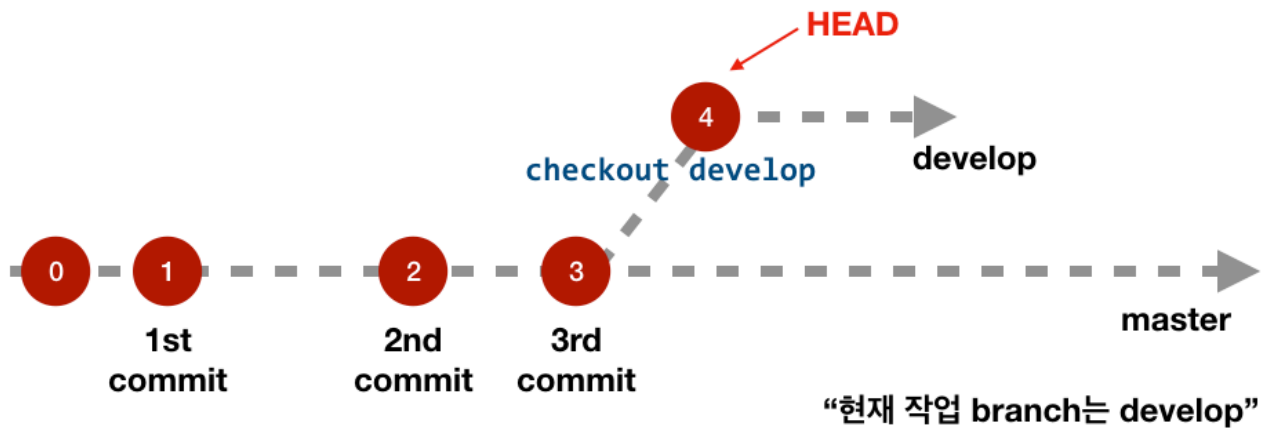 HEAD
4
checkout develop
develop
0
1
2
3
1st
commit
2nd
commit
3rd
commit
master
“현재 작업 branch는 develop”